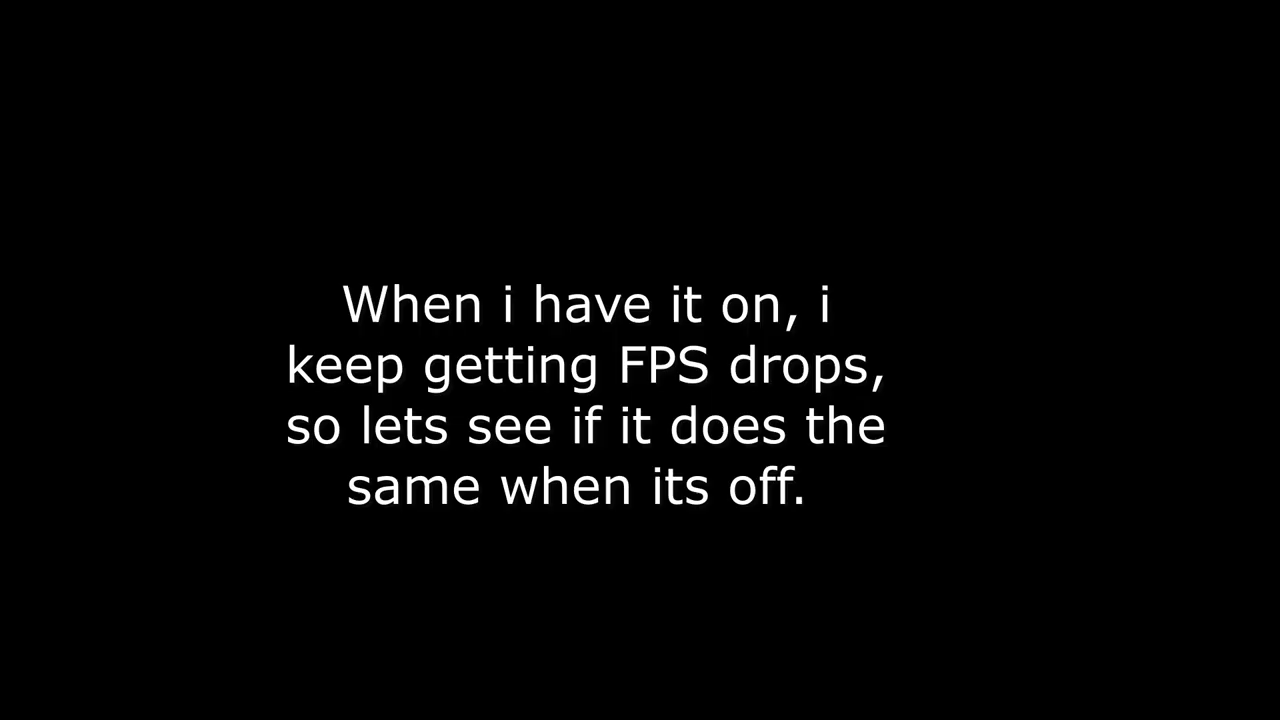 When i have it on, i
keep getting FPS drops,
so lets see if it does the
same when its off.